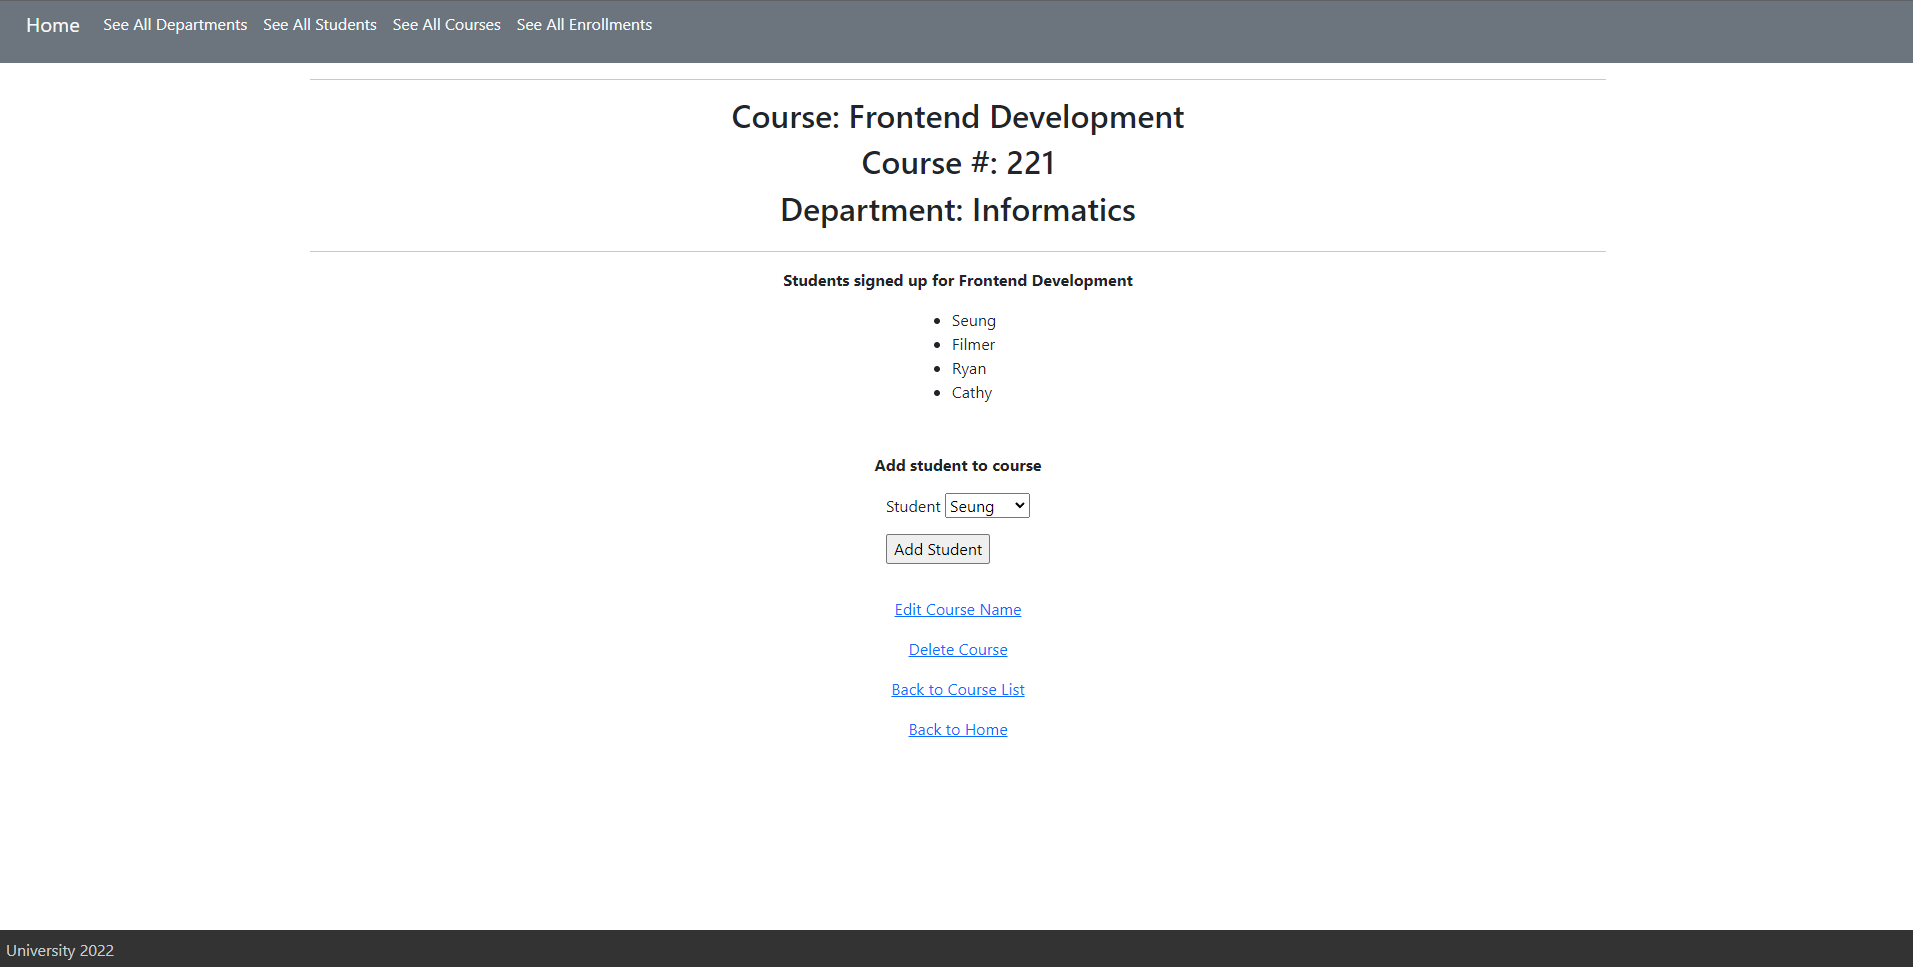 Home See All Departments See All Students See All Courses See All Enrollments
Course: Frontend Development
Course #: 221
Department: Informatics
Students signed up for Frontend Development
Seung
Filmer
Ryan
Cathy
Add student to course
Student Seung
Add Student
Edit Course Name
Delete Course
Back to Course List
Back to Home
University 2022